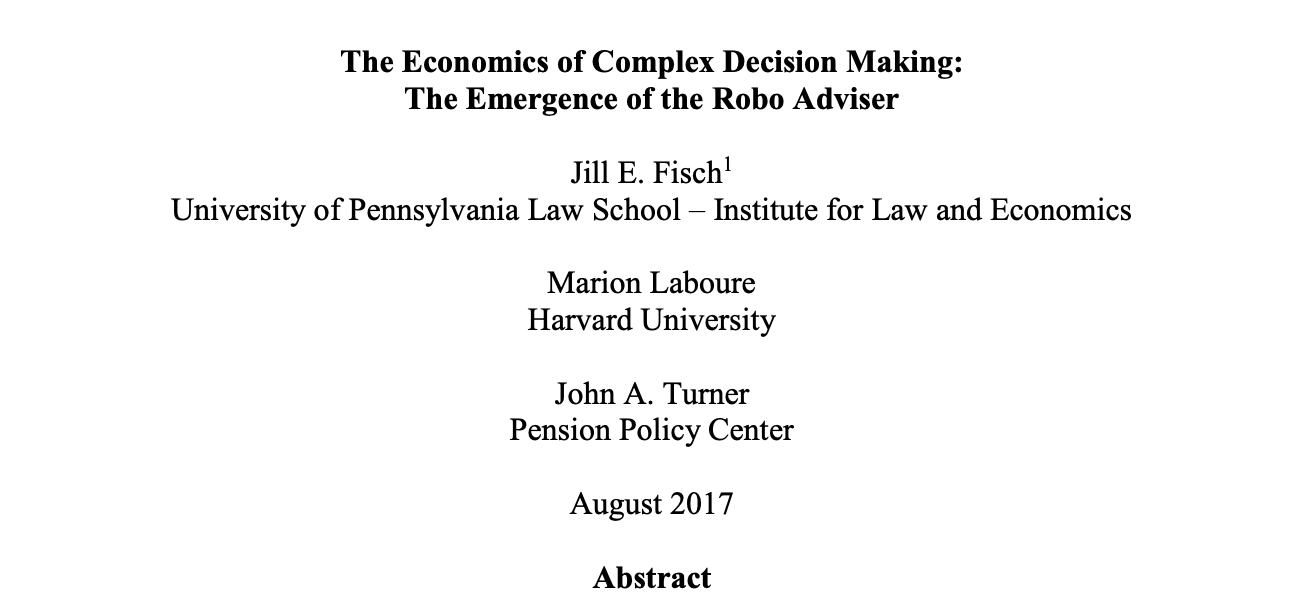 The Economics of Complex Decision Making:
The Emergence of the Robo Adviser
Jill E. Fisch1
University of Pennsylvania Law School – Institute for Law and Economics
Marion Laboure
Harvard University
John A. Turner
Pension Policy Center
August 2017
Abstract